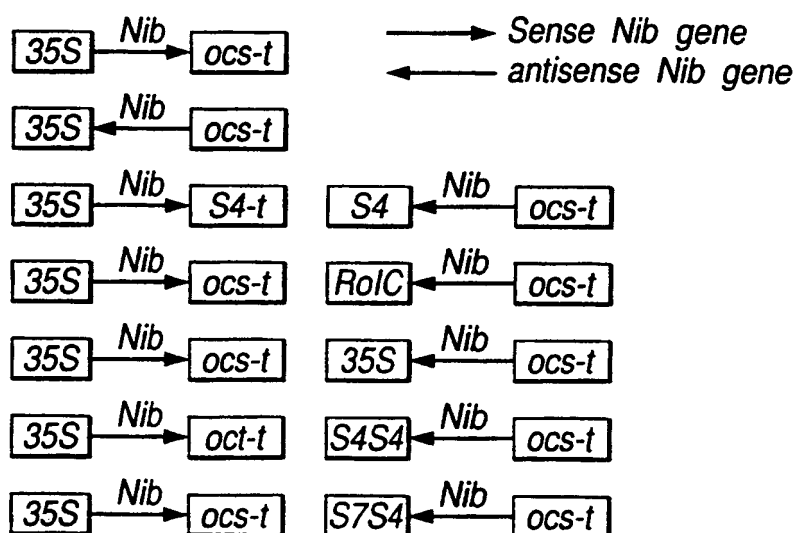 35S Nib ocs-t Sense Nib gene
antisense Nib gene
35S Nib ocs-t
35S Nib S4-t S4 Nib ocs-t
35S Nib ocs-t RolC Nib ocs-t
35S Nib ocs-t 35S Nib ocs-t
35S Nib oct-t S4S4 Nib ocs-t
35S Nib ocs-t S7S4 Nib ocs-t